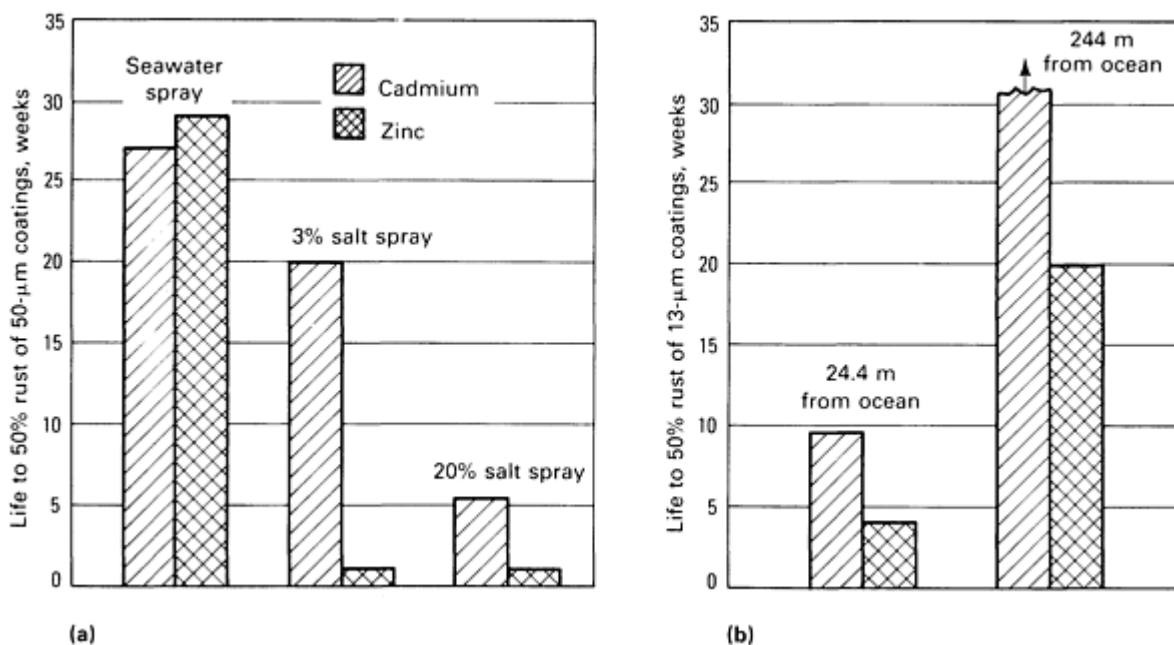 Life to 50% rust of 50-μm coatings, weeks
35
30
25
20
15
10
5
0
Seawater
spray
Cadmium
Zinc
3% salt spray
20% salt spray
(a)
Life to 50% rust of 13-μm coatings, weeks
35
30
35
20
15
10
5
0
244 m
from ocean
24.4 m
from ocean
(b)